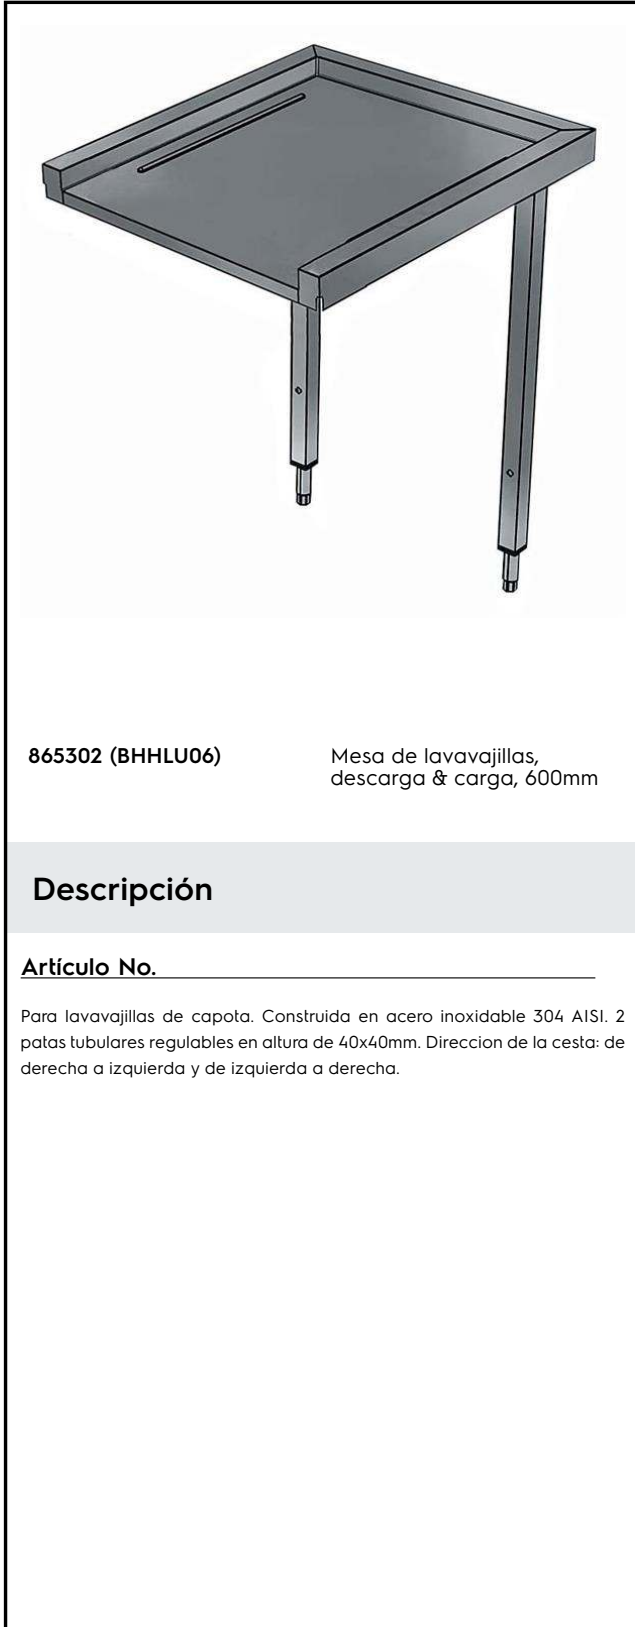 865302 (BHHLU06)
Mesa de lavavajillas,
descarga & carga, 600mm
Descripción
Artículo No.
Para lavavajillas de capota. Construida en acero inoxidable 304 AISI. 2
patas tubulares regulables en altura de 40x40mm. Direccion de la cesta: de
derecha a izquierda y de izquierda a derecha.